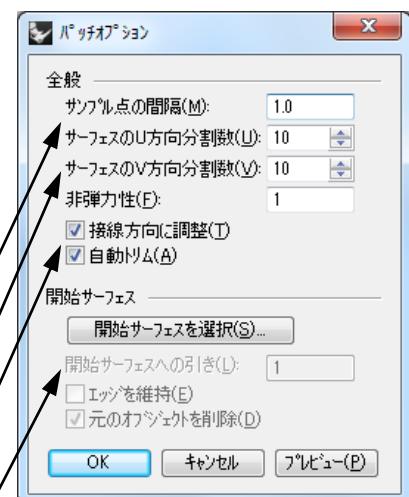 パッチオプション
全般
サンプル点の間隔(M): 1.0
サーフェスのU方向分割数(U): 10
サーフェスのV方向分割数(V): 10
非弾力性(F): 1
接線方向に調整(T)
自動トリム(A)
開始サーフェス
開始サーフェスを選択(S)...
開始サーフェスへの引き(L): 1
エッジを維持(E)
元のオブジェクトを削除(D)
OK キャンセル プレビュー(P)